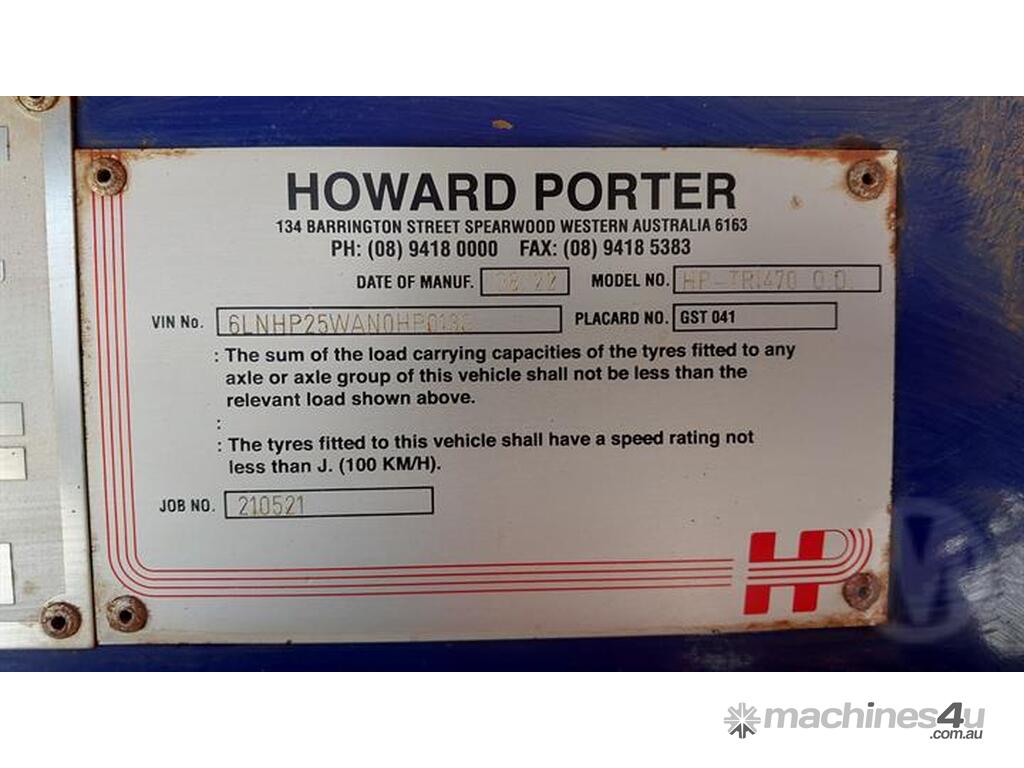 HOWARD PORTER
134 BARRINGTON STREET SPEARWOOD WESTERN AUSTRALIA 6163
PH: (08) 9418 0000 FAX: (08) 9418 5383
DATE OF MANUF. MODEL NO. HP-TRI470 O.D.
VIN No. PLACARD NO. GST 041
: The sum of the load carrying capacities of the tyres fitted to any
axle or axle group of this vehicle shall not be less than the
relevant load shown above.
:
: The tyres fitted to this vehicle shall have a speed rating not
less than J. (100 KM/H).
JOB NO. 210521
HP
machines4u
.com.au